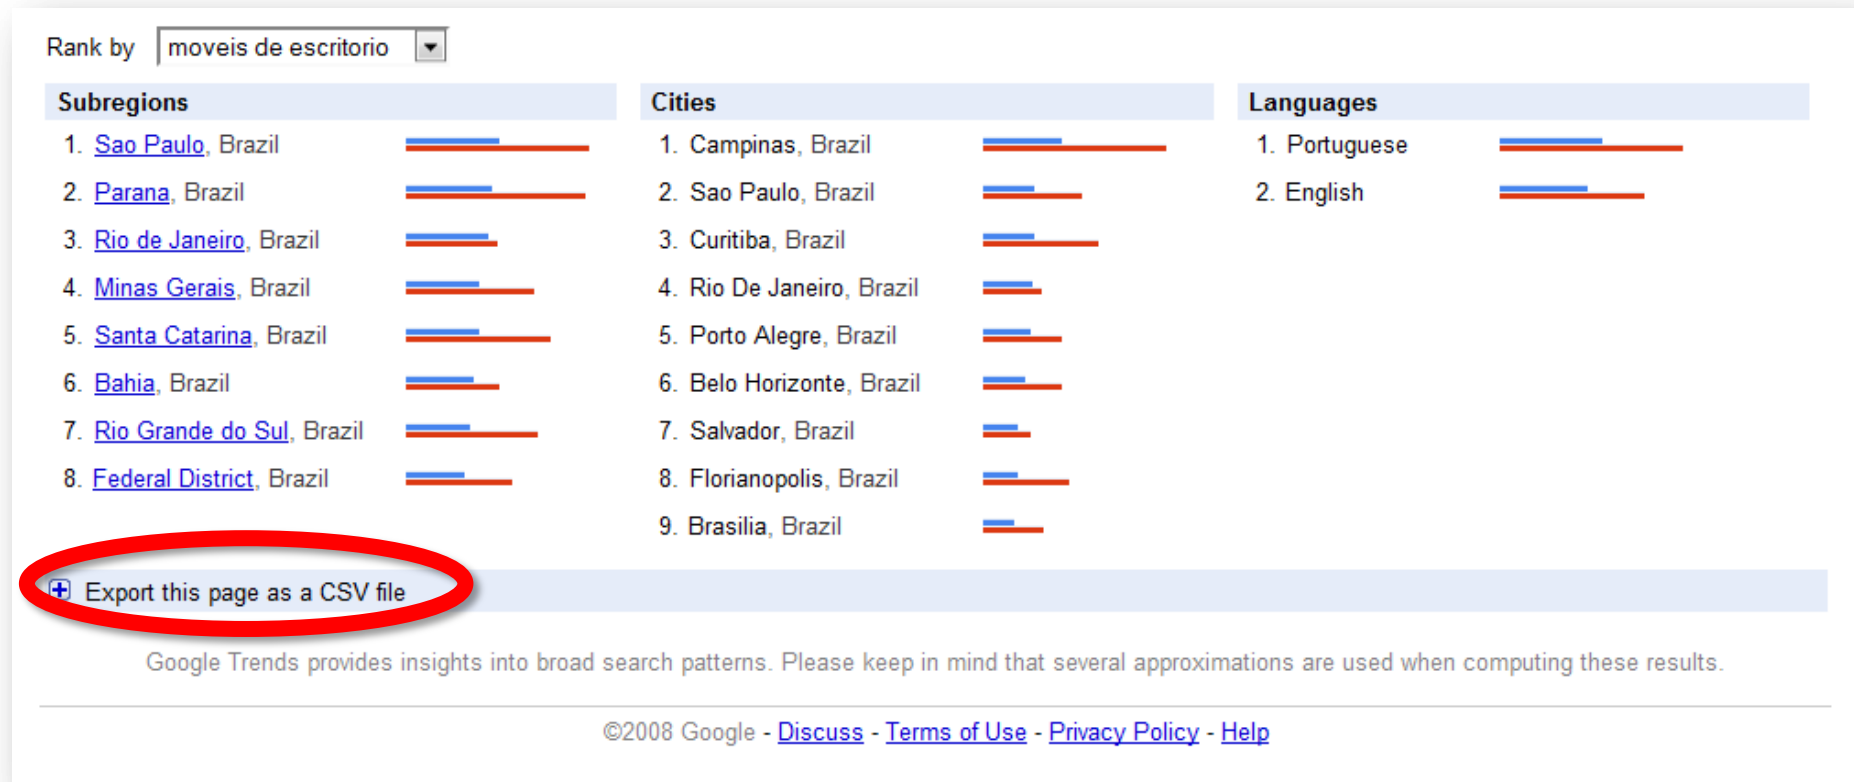 Rank by moveis de escritorio
Subregions
1. Sao Paulo, Brazil
2. Parana, Brazil
3. Rio de Janeiro, Brazil
4. Minas Gerais, Brazil
5. Santa Catarina, Brazil
6. Bahia, Brazil
7. Rio Grande do Sul, Brazil
8. Federal District, Brazil
Cities
1. Campinas, Brazil
2. Sao Paulo, Brazil
3. Curitiba, Brazil
4. Rio De Janeiro, Brazil
5. Porto Alegre, Brazil
6. Belo Horizonte, Brazil
7. Salvador, Brazil
8. Florianopolis, Brazil
9. Brasilia, Brazil
Languages
1. Portuguese
2. English
Export this page as a CSV file
Google Trends provides insights into broad search patterns. Please keep in mind that several approximations are used when computing these results.
©2008 Google - Discuss - Terms of Use - Privacy Policy - Help